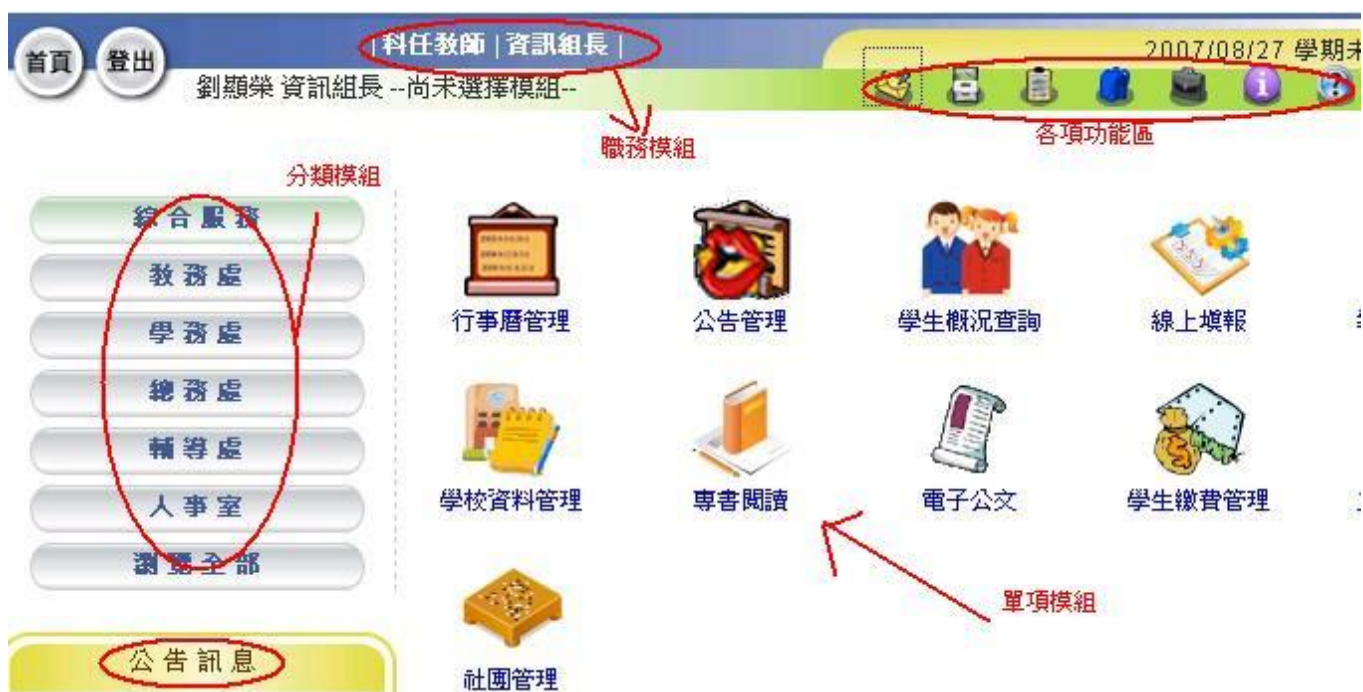 首頁
登出
|科任教師|資訊組長|
2007/08/27 學期未
劉顯榮 資訊組長 --尚未選擇模組--
職務模組
各項功能區
分類模組
綜合服務
教務處
學務處
總務處
輔導處
人事室
瀏覽全部
行事曆管理
公告管理
學生概況查詢
線上填報
學校資料管理
專書閱讀
電子公文
學生繳費管理
單項模組
公告訊息
社團管理